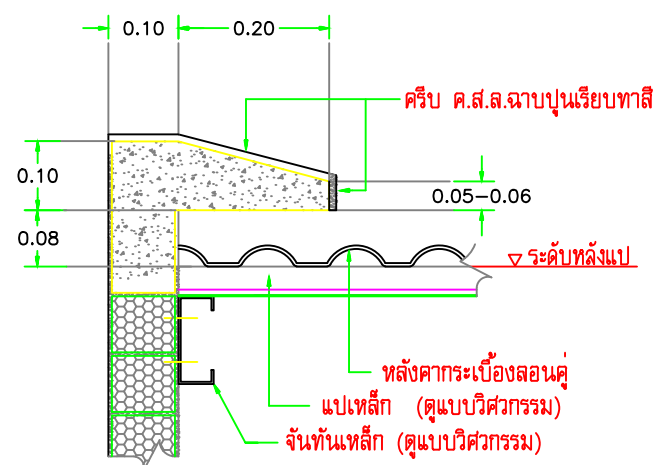 0.10 0.20
ครีบ ค.ส.ล.ฉาบปูนเรียบทาสี
0.10
0.05-0.06
0.08
ระดับหลังแป
หลังคากระเบื้องลอนคู่
แปเหล็ก (ดูแบบวิศวกรรม)
จันทันเหล็ก (ดูแบบวิศวกรรม)